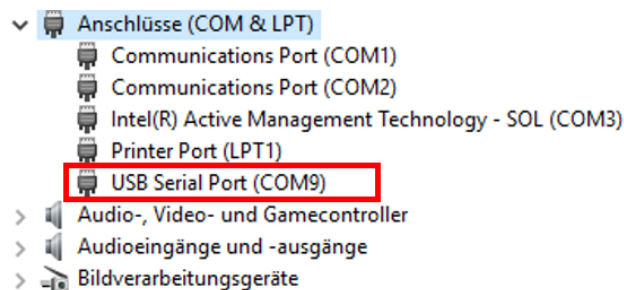 Anschlüsse (COM & LPT)
Communications Port (COM1)
Communications Port (COM2)
Intel(R) Active Management Technology - SOL (COM3)
Printer Port (LPT1)
USB Serial Port (COM9)
Audio-, Video- und Gamecontroller
Audioeingänge und -ausgänge
Bildverarbeitungsgeräte